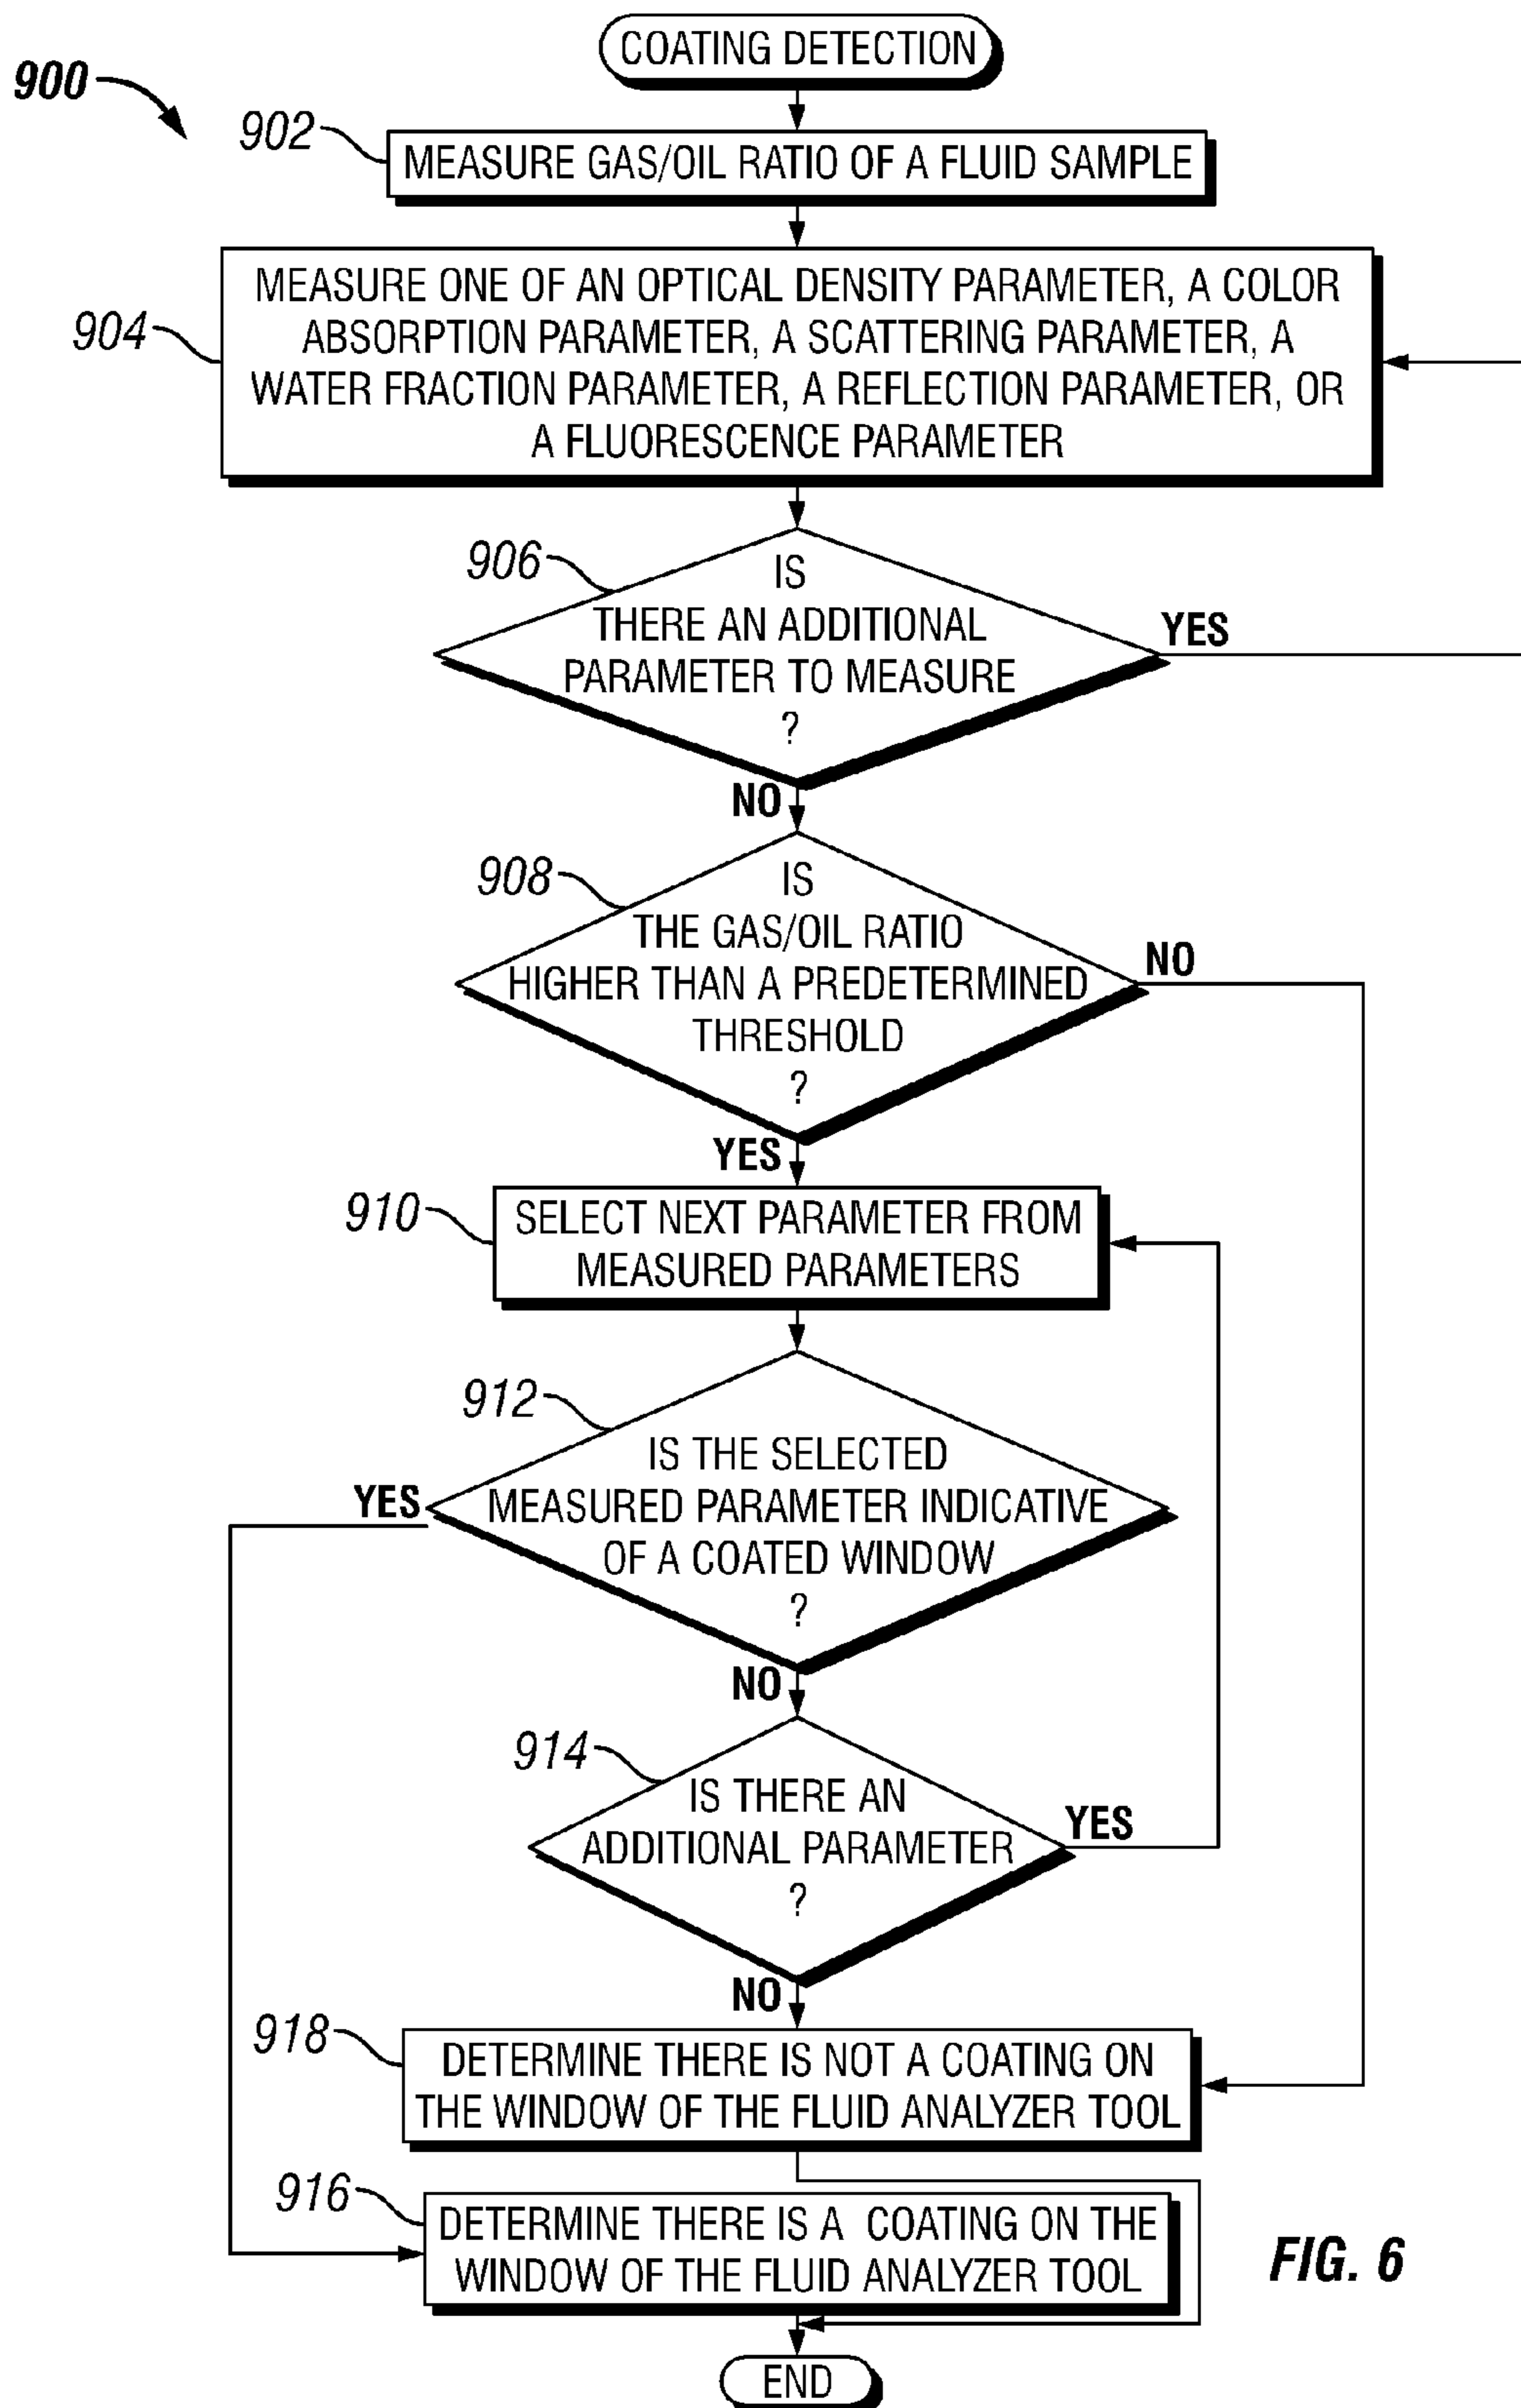 COATING DETECTION
900
902
MEASURE GAS/OIL RATIO OF A FLUID SAMPLE
904
MEASURE ONE OF AN OPTICAL DENSITY PARAMETER, A COLOR
ABSORPTION PARAMETER, A SCATTERING PARAMETER, A
WATER FRACTION PARAMETER, A REFLECTION PARAMETER, OR
A FLUORESCENCE PARAMETER
906
IS
THERE AN ADDITIONAL
PARAMETER TO MEASURE
?
YES
NO
908
IS
THE GAS/OIL RATIO
HIGHER THAN A PREDETERMINED
THRESHOLD
?
NO
YES
910
SELECT NEXT PARAMETER FROM
MEASURED PARAMETERS
912
IS THE SELECTED
MEASURED PARAMETER INDICATIVE
OF A COATED WINDOW
?
YES
NO
914
IS THERE AN
ADDITIONAL PARAMETER
?
YES
NO
918
DETERMINE THERE IS NOT A COATING ON
THE WINDOW OF THE FLUID ANALYZER TOOL
916
DETERMINE THERE IS A COATING ON THE
WINDOW OF THE FLUID ANALYZER TOOL
FIG. 6
END